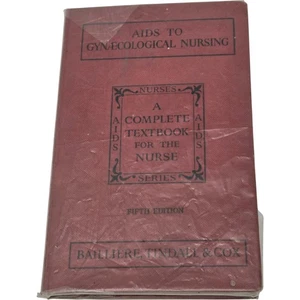 AIDS TO
GYNÆCOLOGICAL NURSING
NURSES
AIDS
A
COMPLETE
TEXTBOOK
FOR THE
NURSE
AIDS
SERIES
FIFTH EDITION
BAILLIÈRE, TINDALL & COX